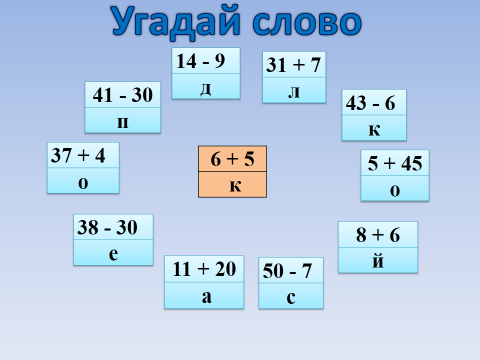 Угадай слово
14 - 9
д
31 + 7
л
41 - 30
п
43 - 6
к
37 + 4
о
6 + 5
к
5 + 45
о
38 - 30
е
8 + 6
й
11 + 20
а
50 - 7
с